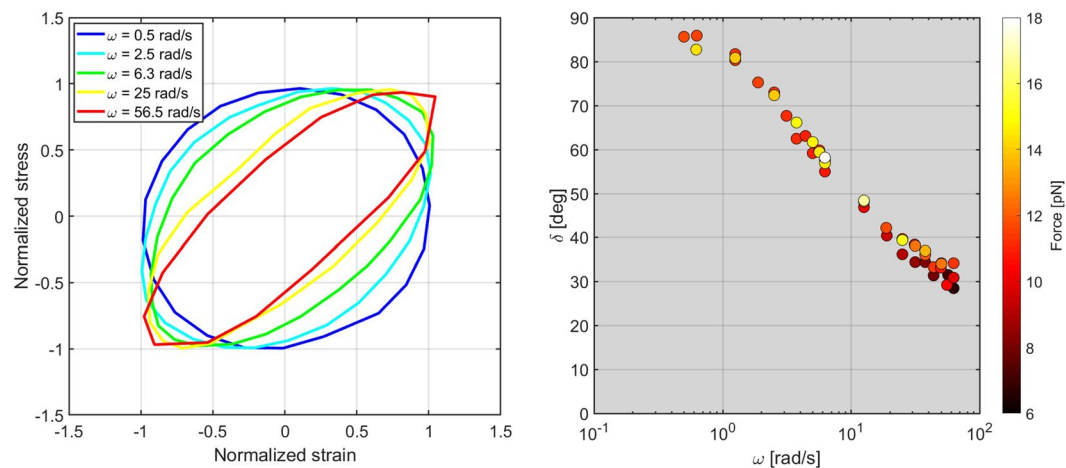 1.5
1
0.5
0
-0.5
-1
-1.5
Normalized stress
ω = 0.5 rad/s
ω = 2.5 rad/s
ω = 6.3 rad/s
ω = 25 rad/s
ω = 56.5 rad/s
-1.5 -1 -0.5 0 0.5 1 1.5
Normalized strain
90
80
70
60
50
40
30
20
10
0
δ [deg]
10^-1 10^0 10^1 10^2
ω [rad/s]
18
16
14
12
10
8
6
Force [pN]